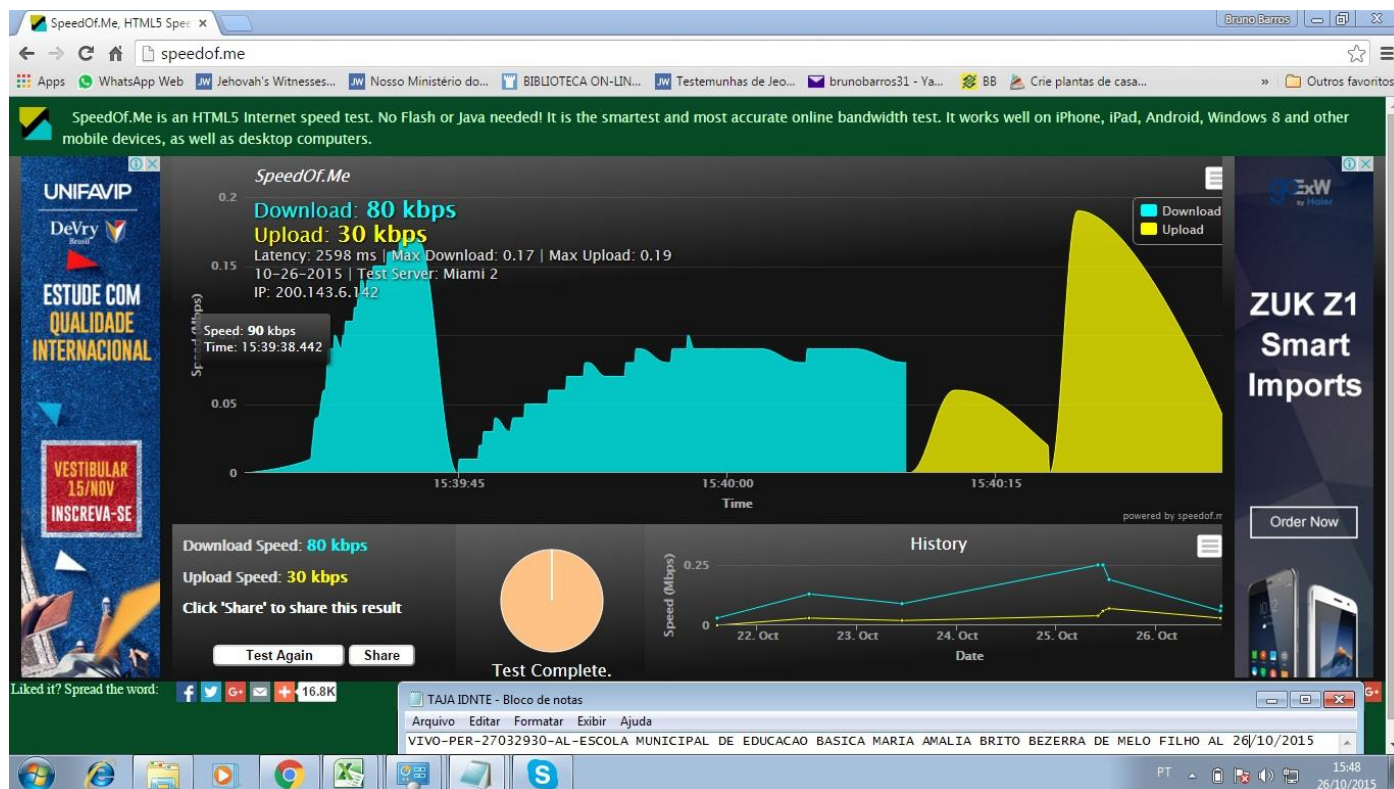 SpeedOf.Me, HTML5 Spee
Bruno Barros
speedof.me
Apps WhatsApp Web Jehovah's Witnesses... Nosso Ministério do... BIBLIOTECA ON-LIN... Testemunhas de Jeo... brunobarros31 - Ya... BB Crie plantas de casa... » Outros favoritos
SpeedOf.Me is an HTML5 Internet speed test. No Flash or Java needed! It is the smartest and most accurate online bandwidth test. It works well on iPhone, iPad, Android, Windows 8 and other
mobile devices, as well as desktop computers.
UNIFAVIP
DeVry
Brasil
ESTUDE COM
QUALIDADE
INTERNACIONAL
VESTIBULAR
15/NOV
INSCREVA-SE
SpeedOf.Me
Download: 80 kbps
Upload: 30 kbps
Latency: 2598 ms | Max Download: 0.17 | Max Upload: 0.19
10-26-2015 | Test Server: Miami 2
IP: 200.143.6.142
Speed: 90 kbps
Time: 15:39:38.442
Download
Upload
Speed (Mbps)
0.2
0.15
0.05
0
15:39:45 15:40:00 15:40:15
Time
powered by speedof.m
ExW
by Haier
ZUK Z1
Smart
Imports
Order Now
Download Speed: 80 kbps
Upload Speed: 30 kbps
Click 'Share' to share this result
Test Again Share
Test Complete.
History
Speed (Mbps)
0.25
0
22. Oct 23. Oct 24. Oct 25. Oct 26. Oct
Date
Liked it? Spread the word:
16.8K
TAJA IDNTE - Bloco de notas
Arquivo Editar Formatar Exibir Ajuda
VIVO-PER-27032930-AL-ESCOLA MUNICIPAL DE EDUCACAO BASICA MARIA AMALIA BRITO BEZERRA DE MELO FILHO AL 26/10/2015
PT
15:48
26/10/2015